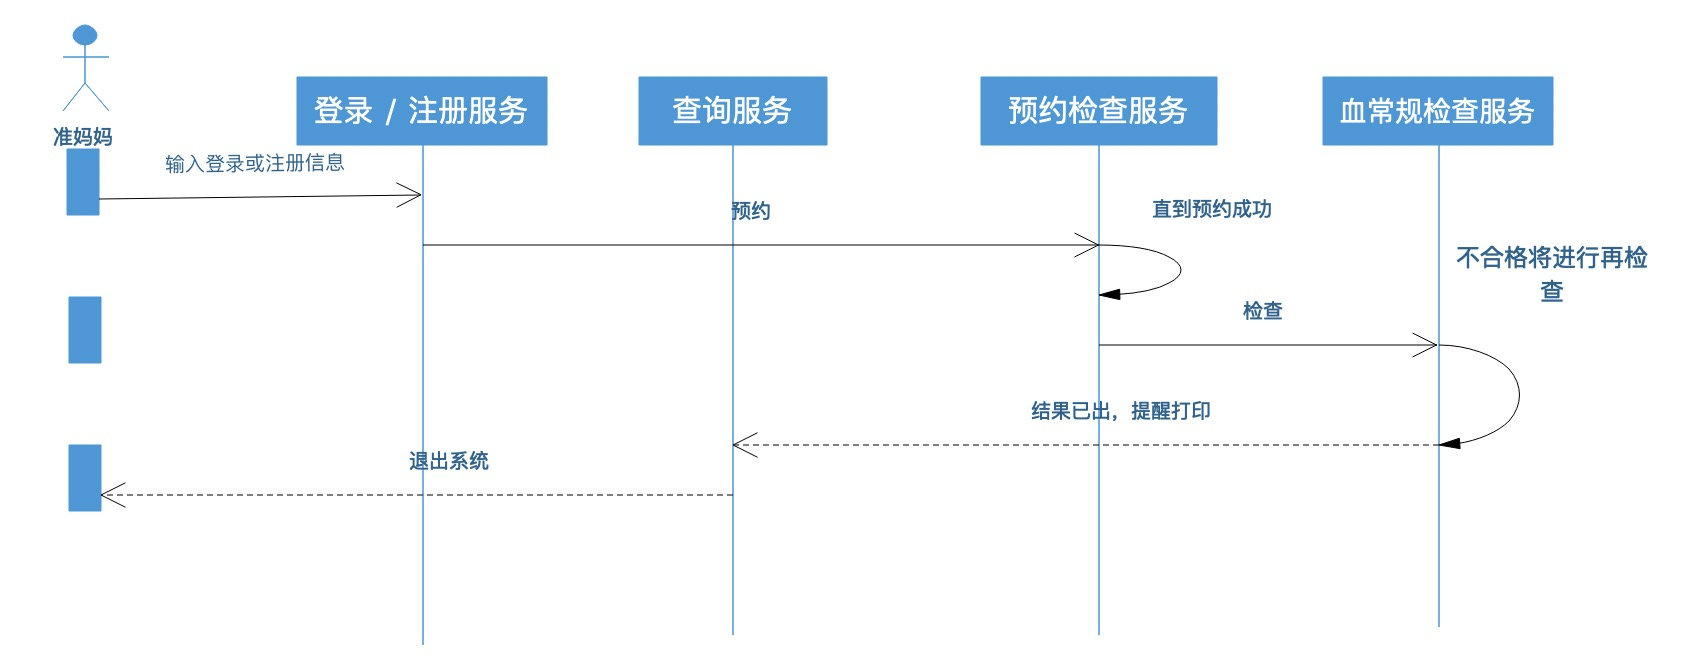 准妈妈
登录 / 注册服务
查询服务
预约检查服务
血常规检查服务
输入登录或注册信息
预约
直到预约成功
不合格将进行再检
查
检查
结果已出，提醒打印
退出系统